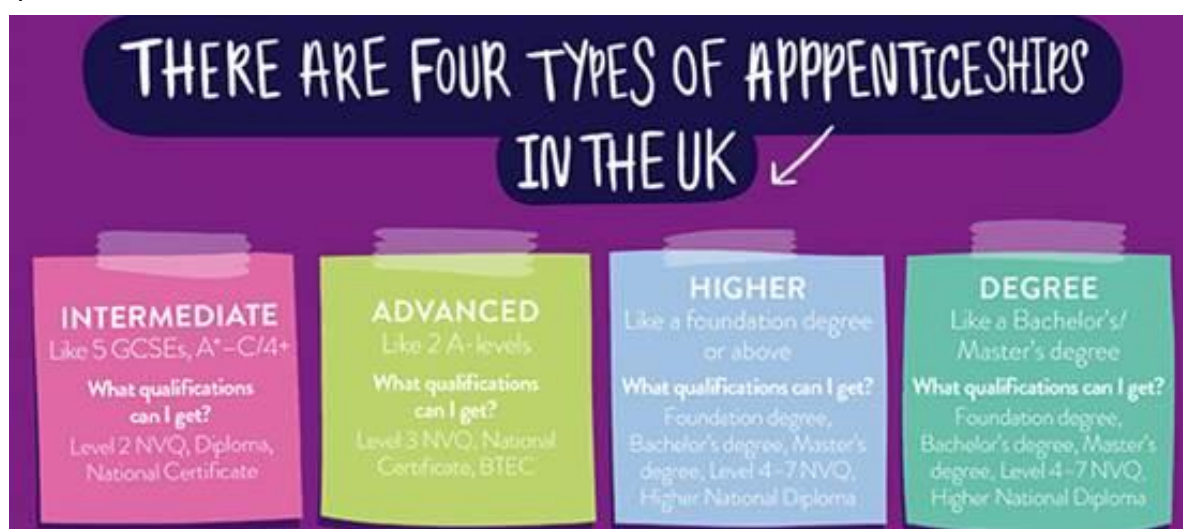 THERE ARE FOUR TYPES OF APPPENTICESHIPS
IN THE UK
INTERMEDIATE
Like 5 GCSEs, A*–C/4+
What qualifications
can I get?
Level 2 NVQ, Diploma,
National Certificate
ADVANCED
Like 2 A-levels
What qualifications
can I get?
Level 3 NVQ, National
Certificate, BTEC
HIGHER
Like a foundation degree
or above
What qualifications can I get?
Foundation degree,
Bachelor's degree, Master's
degree, Level 4–7 NVQ,
Higher National Diploma
DEGREE
Like a Bachelor's/
Master's degree
What qualifications can I get?
Foundation degree,
Bachelor's degree, Master's
degree, Level 4–7 NVQ,
Higher National Diploma